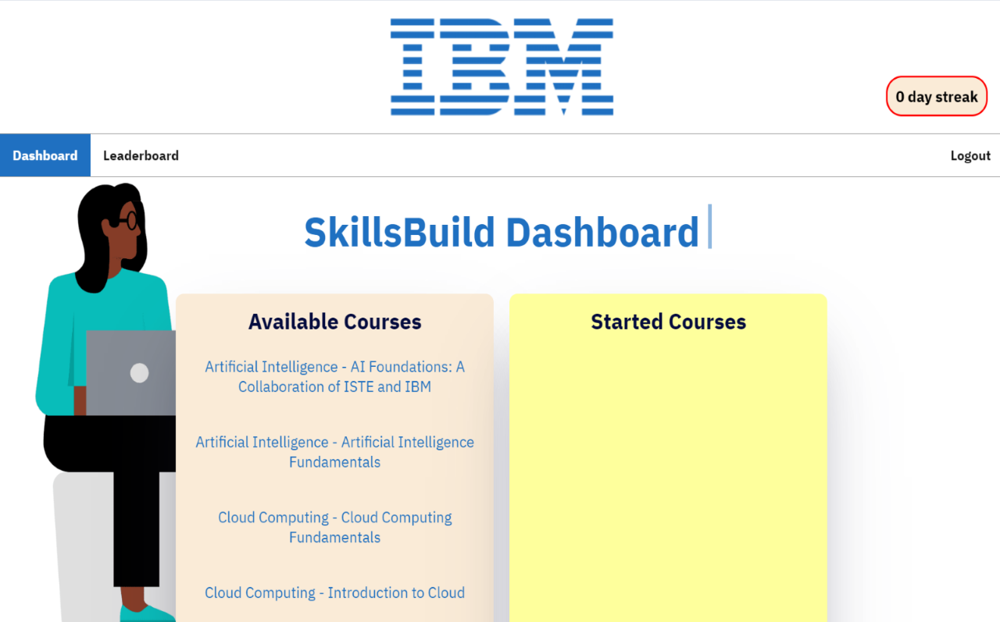 IBM
0 day streak
Dashboard
Leaderboard
Logout
SkillsBuild Dashboard
Available Courses
Artificial Intelligence - AI Foundations: A
Collaboration of ISTE and IBM
Artificial Intelligence - Artificial Intelligence
Fundamentals
Cloud Computing - Cloud Computing
Fundamentals
Cloud Computing - Introduction to Cloud
Started Courses